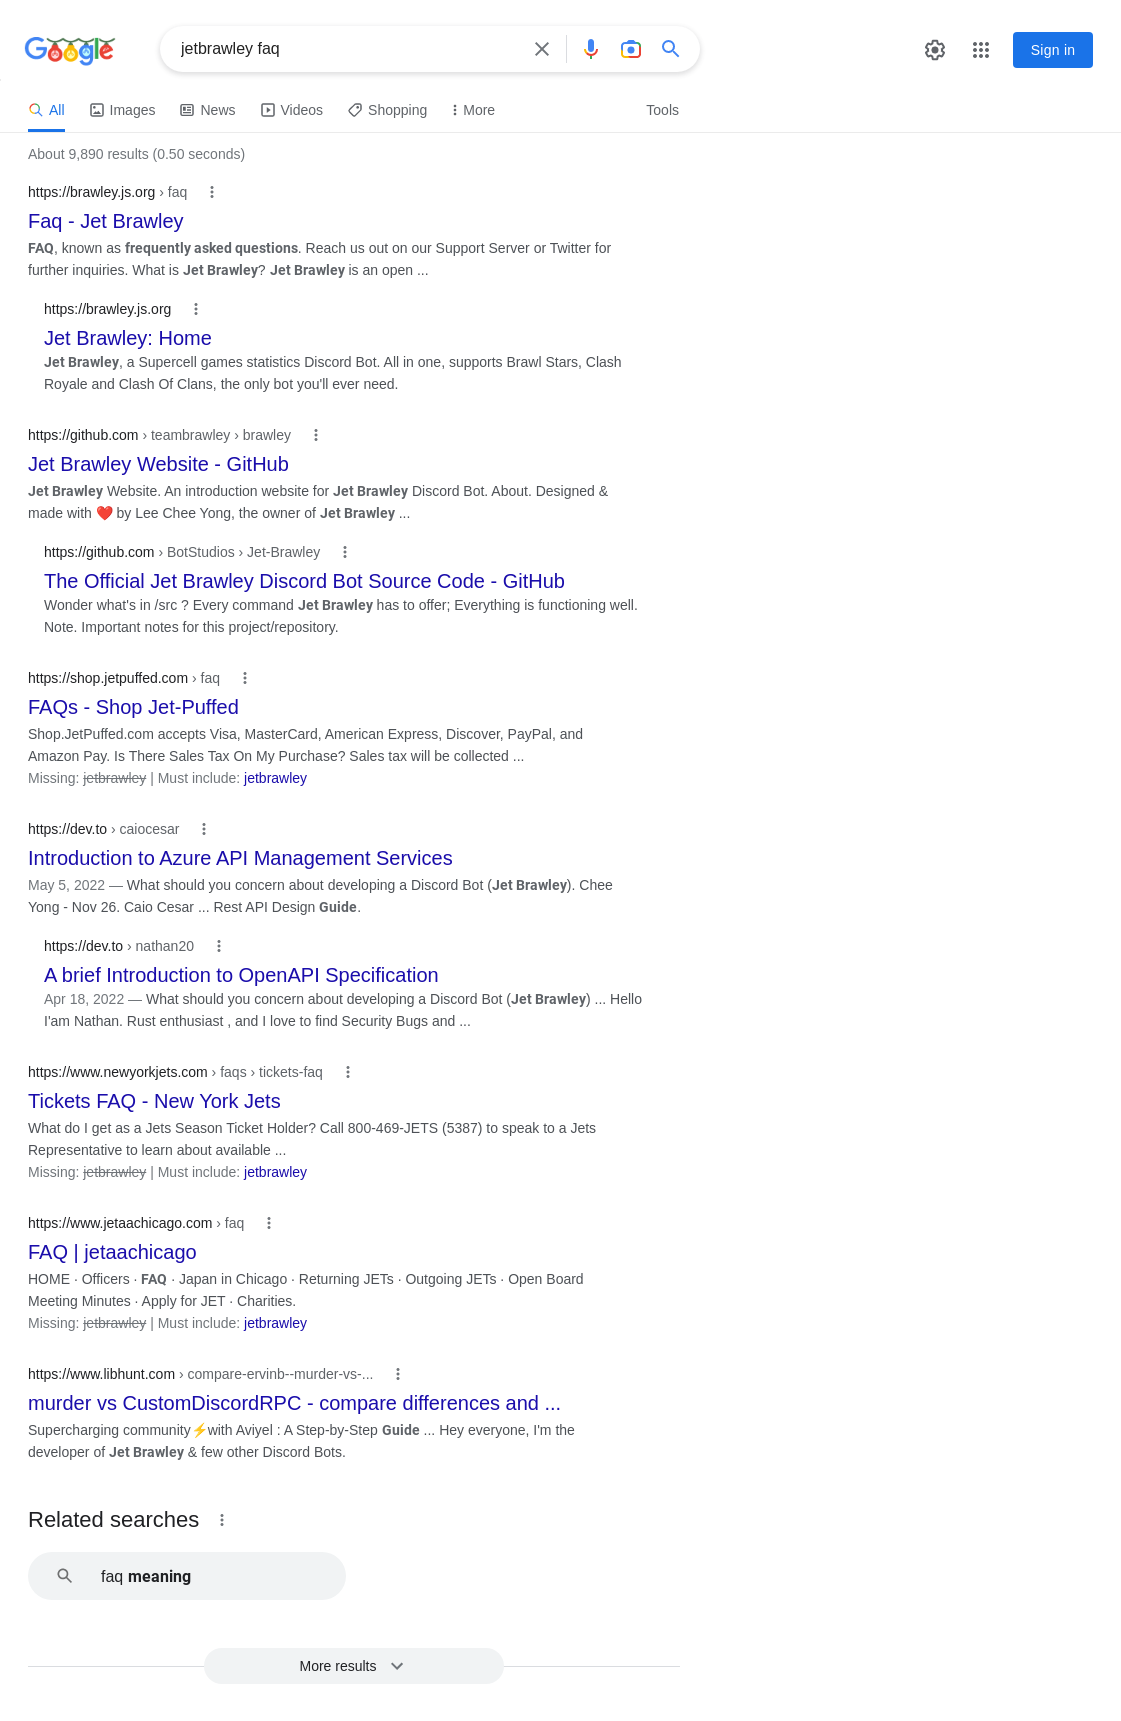 Google
jetbrawley faq
Sign in
All Images News Videos Shopping More Tools
About 9,890 results (0.50 seconds)
https://brawley.js.org › faq
Faq - Jet Brawley
FAQ, known as frequently asked questions. Reach us out on our Support Server or Twitter for
further inquiries. What is Jet Brawley? Jet Brawley is an open ...
https://brawley.js.org
Jet Brawley: Home
Jet Brawley, a Supercell games statistics Discord Bot. All in one, supports Brawl Stars, Clash
Royale and Clash Of Clans, the only bot you'll ever need.
https://github.com › teambrawley › brawley
Jet Brawley Website - GitHub
Jet Brawley Website. An introduction website for Jet Brawley Discord Bot. About. Designed &
made with ❤️ by Lee Chee Yong, the owner of Jet Brawley ...
https://github.com › BotStudios › Jet-Brawley
The Official Jet Brawley Discord Bot Source Code - GitHub
Wonder what's in /src ? Every command Jet Brawley has to offer; Everything is functioning well.
Note. Important notes for this project/repository.
https://shop.jetpuffed.com › faq
FAQs - Shop Jet-Puffed
Shop.JetPuffed.com accepts Visa, MasterCard, American Express, Discover, PayPal, and
Amazon Pay. Is There Sales Tax On My Purchase? Sales tax will be collected ...
Missing: jetbrawley | Must include: jetbrawley
https://dev.to › caiocesar
Introduction to Azure API Management Services
May 5, 2022 — What should you concern about developing a Discord Bot (Jet Brawley). Chee
Yong - Nov 26. Caio Cesar ... Rest API Design Guide.
https://dev.to › nathan20
A brief Introduction to OpenAPI Specification
Apr 18, 2022 — What should you concern about developing a Discord Bot (Jet Brawley) ... Hello
I'am Nathan. Rust enthusiast , and I love to find Security Bugs and ...
https://www.newyorkjets.com › faqs › tickets-faq
Tickets FAQ - New York Jets
What do I get as a Jets Season Ticket Holder? Call 800-469-JETS (5387) to speak to a Jets
Representative to learn about available ...
Missing: jetbrawley | Must include: jetbrawley
https://www.jetaachicago.com › faq
FAQ | jetaachicago
HOME · Officers · FAQ · Japan in Chicago · Returning JETs · Outgoing JETs · Open Board
Meeting Minutes · Apply for JET · Charities.
Missing: jetbrawley | Must include: jetbrawley
https://www.libhunt.com › compare-ervinb--murder-vs-...
murder vs CustomDiscordRPC - compare differences and ...
Supercharging community⚡with Aviyel : A Step-by-Step Guide ... Hey everyone, I'm the
developer of Jet Brawley & few other Discord Bots.
Related searches
faq meaning
More results